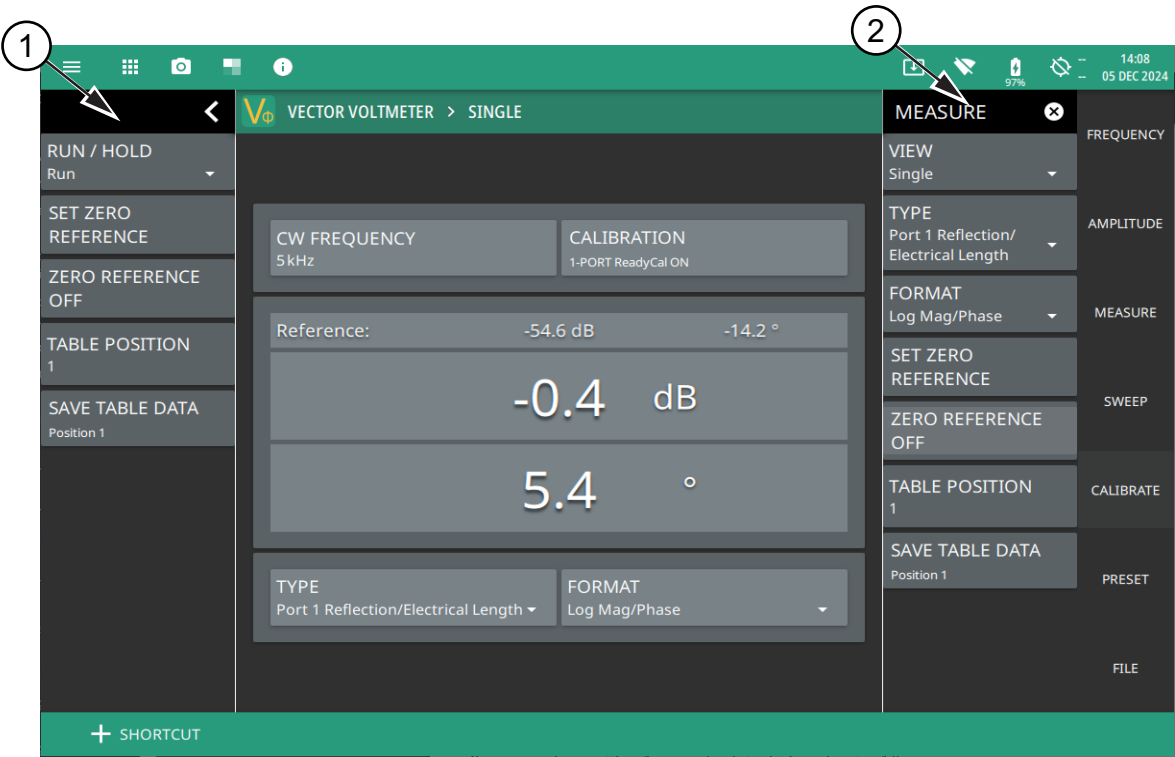 1
2
14:08
97%
--
--
05 DEC 2024
VΦ
VECTOR VOLTMETER > SINGLE
RUN / HOLD
Run
SET ZERO
REFERENCE
ZERO REFERENCE
OFF
TABLE POSITION
1
SAVE TABLE DATA
Position 1
CW FREQUENCY
5 kHz
CALIBRATION
1-PORT ReadyCal ON
Reference: -54.6 dB -14.2 °
-0.4 dB
5.4 °
TYPE
Port 1 Reflection/Electrical Length
FORMAT
Log Mag/Phase
MEASURE
VIEW
Single
TYPE
Port 1 Reflection/
Electrical Length
FORMAT
Log Mag/Phase
SET ZERO
REFERENCE
ZERO REFERENCE
OFF
TABLE POSITION
1
SAVE TABLE DATA
Position 1
FREQUENCY
AMPLITUDE
MEASURE
SWEEP
CALIBRATE
PRESET
FILE
+ SHORTCUT